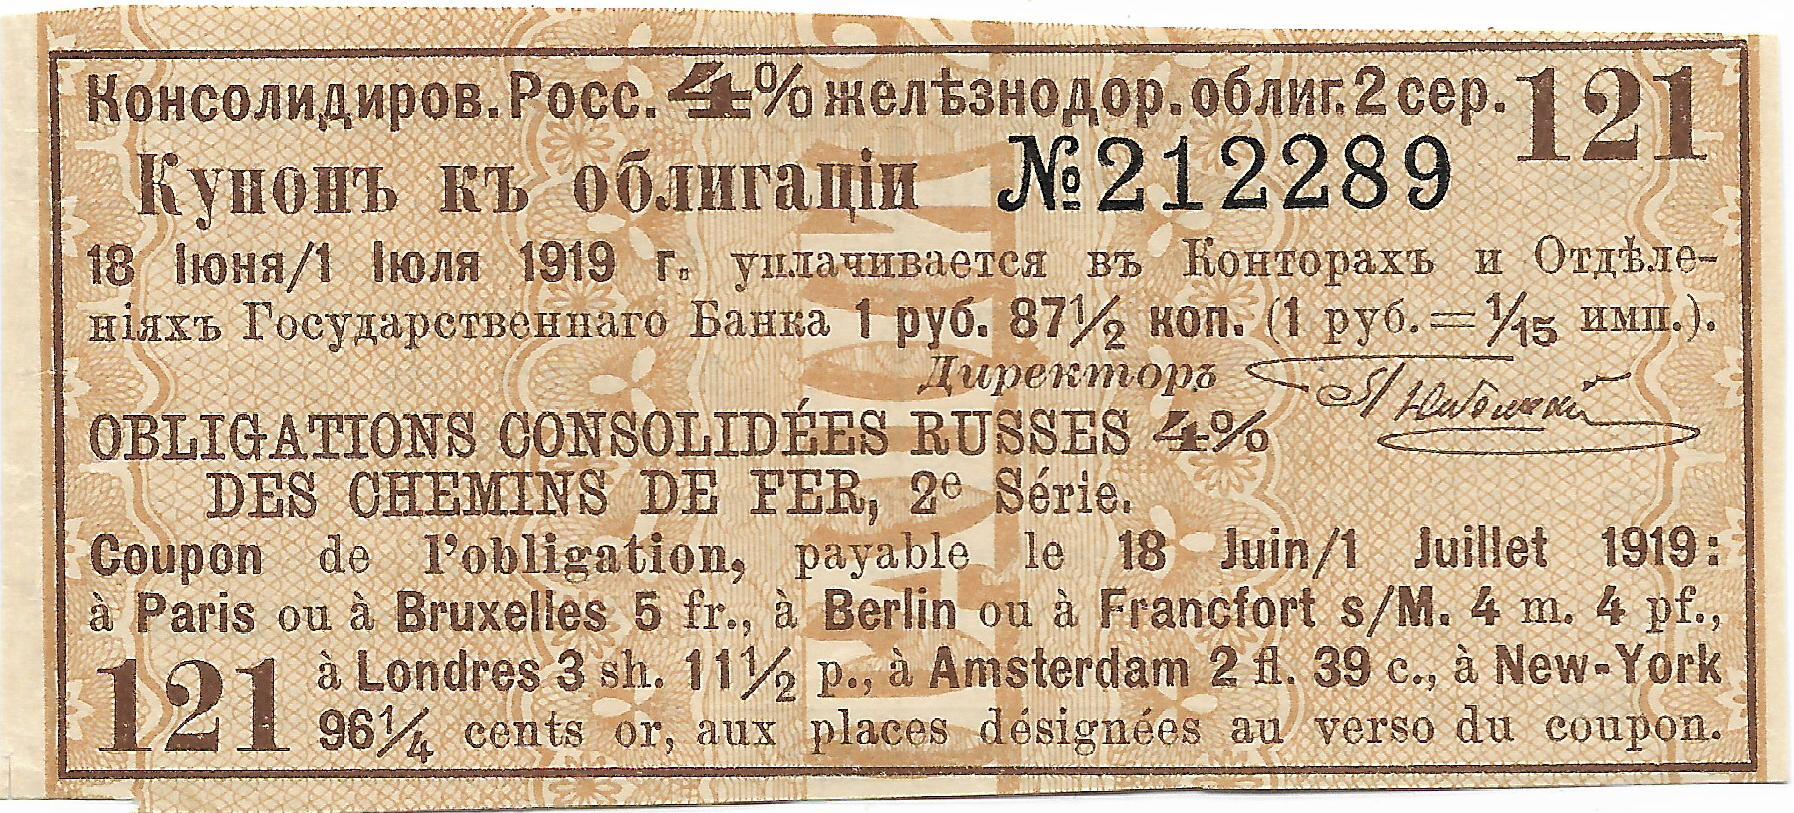 Консолидиров. Росс. 4% желѣзнодор. облиг. 2 сер. 121
Купонъ къ облигаціи № 212289
18 Іюня/1 Іюля 1919 г. уплачивается въ Конторахъ и Отдѣле-
ніяхъ Государственнаго Банка 1 руб. 87½ коп. (1 руб. = 1/15 имп.).
Директоръ
OBLIGATIONS CONSOLIDÉES RUSSES 4%
DES CHEMINS DE FER, 2e Série.
Coupon de l'obligation, payable le 18 Juin/1 Juillet 1919:
à Paris ou à Bruxelles 5 fr., à Berlin ou à Francfort s/M. 4 m. 4 pf.,
121 à Londres 3 sh. 11½ p., à Amsterdam 2 fl. 39 c., à New-York
96¼ cents or, aux places désignées au verso du coupon.